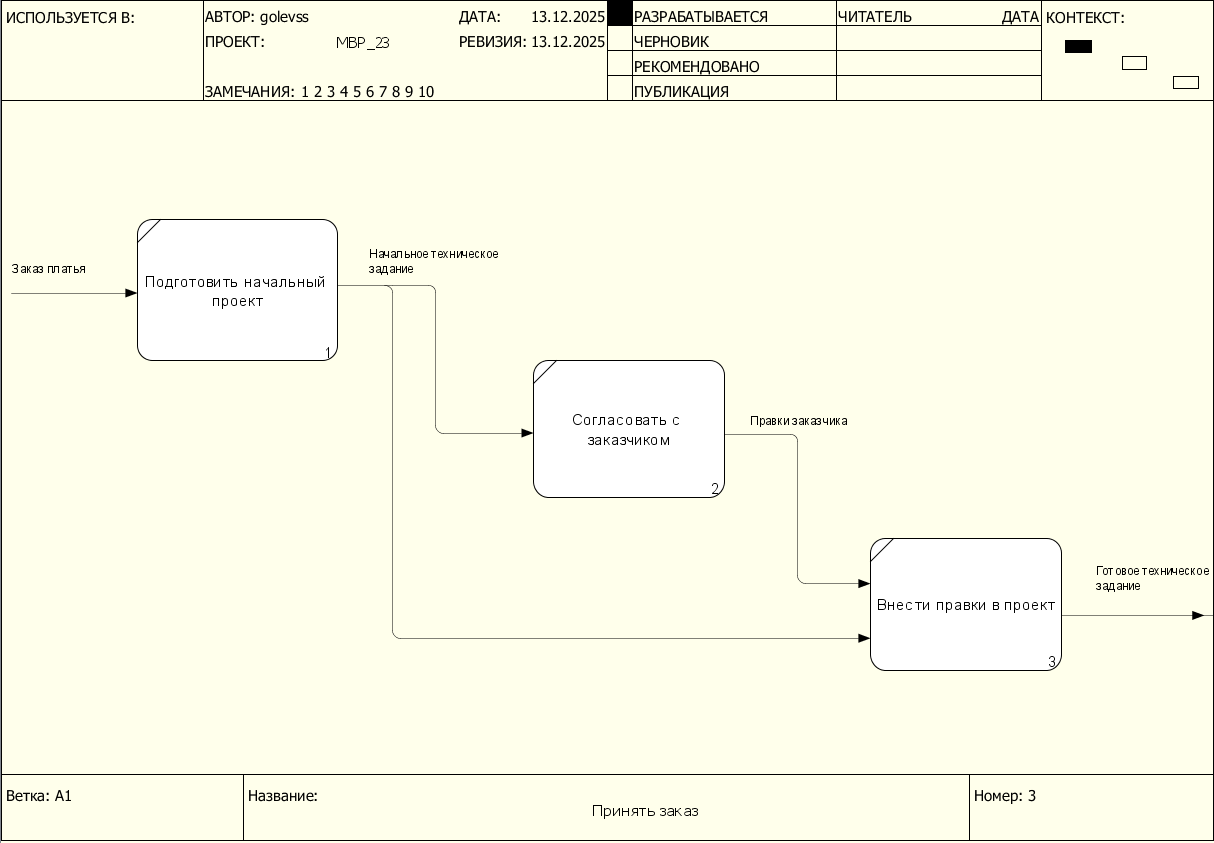 ИСПОЛЬЗУЕТСЯ В:
АВТОР: golevss
ДАТА: 13.12.2025
ПРОЕКТ: MBP_23
РЕВИЗИЯ: 13.12.2025
ЗАМЕЧАНИЯ: 1 2 3 4 5 6 7 8 9 10
РАЗРАБАТЫВАЕТСЯ
ЧЕРНОВИК
РЕКОМЕНДОВАНО
ПУБЛИКАЦИЯ
ЧИТАТЕЛЬ
ДАТА
КОНТЕКСТ:
Заказ платья
Подготовить начальный
проект
1
Начальное техническое
задание
Согласовать с
заказчиком
2
Правки заказчика
Внести правки в проект
3
Готовое техническое
задание
Ветка: A1
Название:
Принять заказ
Номер: 3